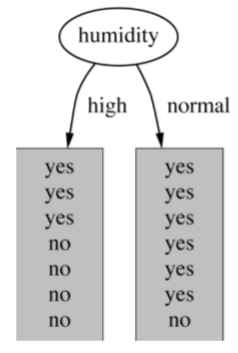 humidity
high
normal
yes yes
yes yes
yes yes
no yes
no yes
no yes
no no